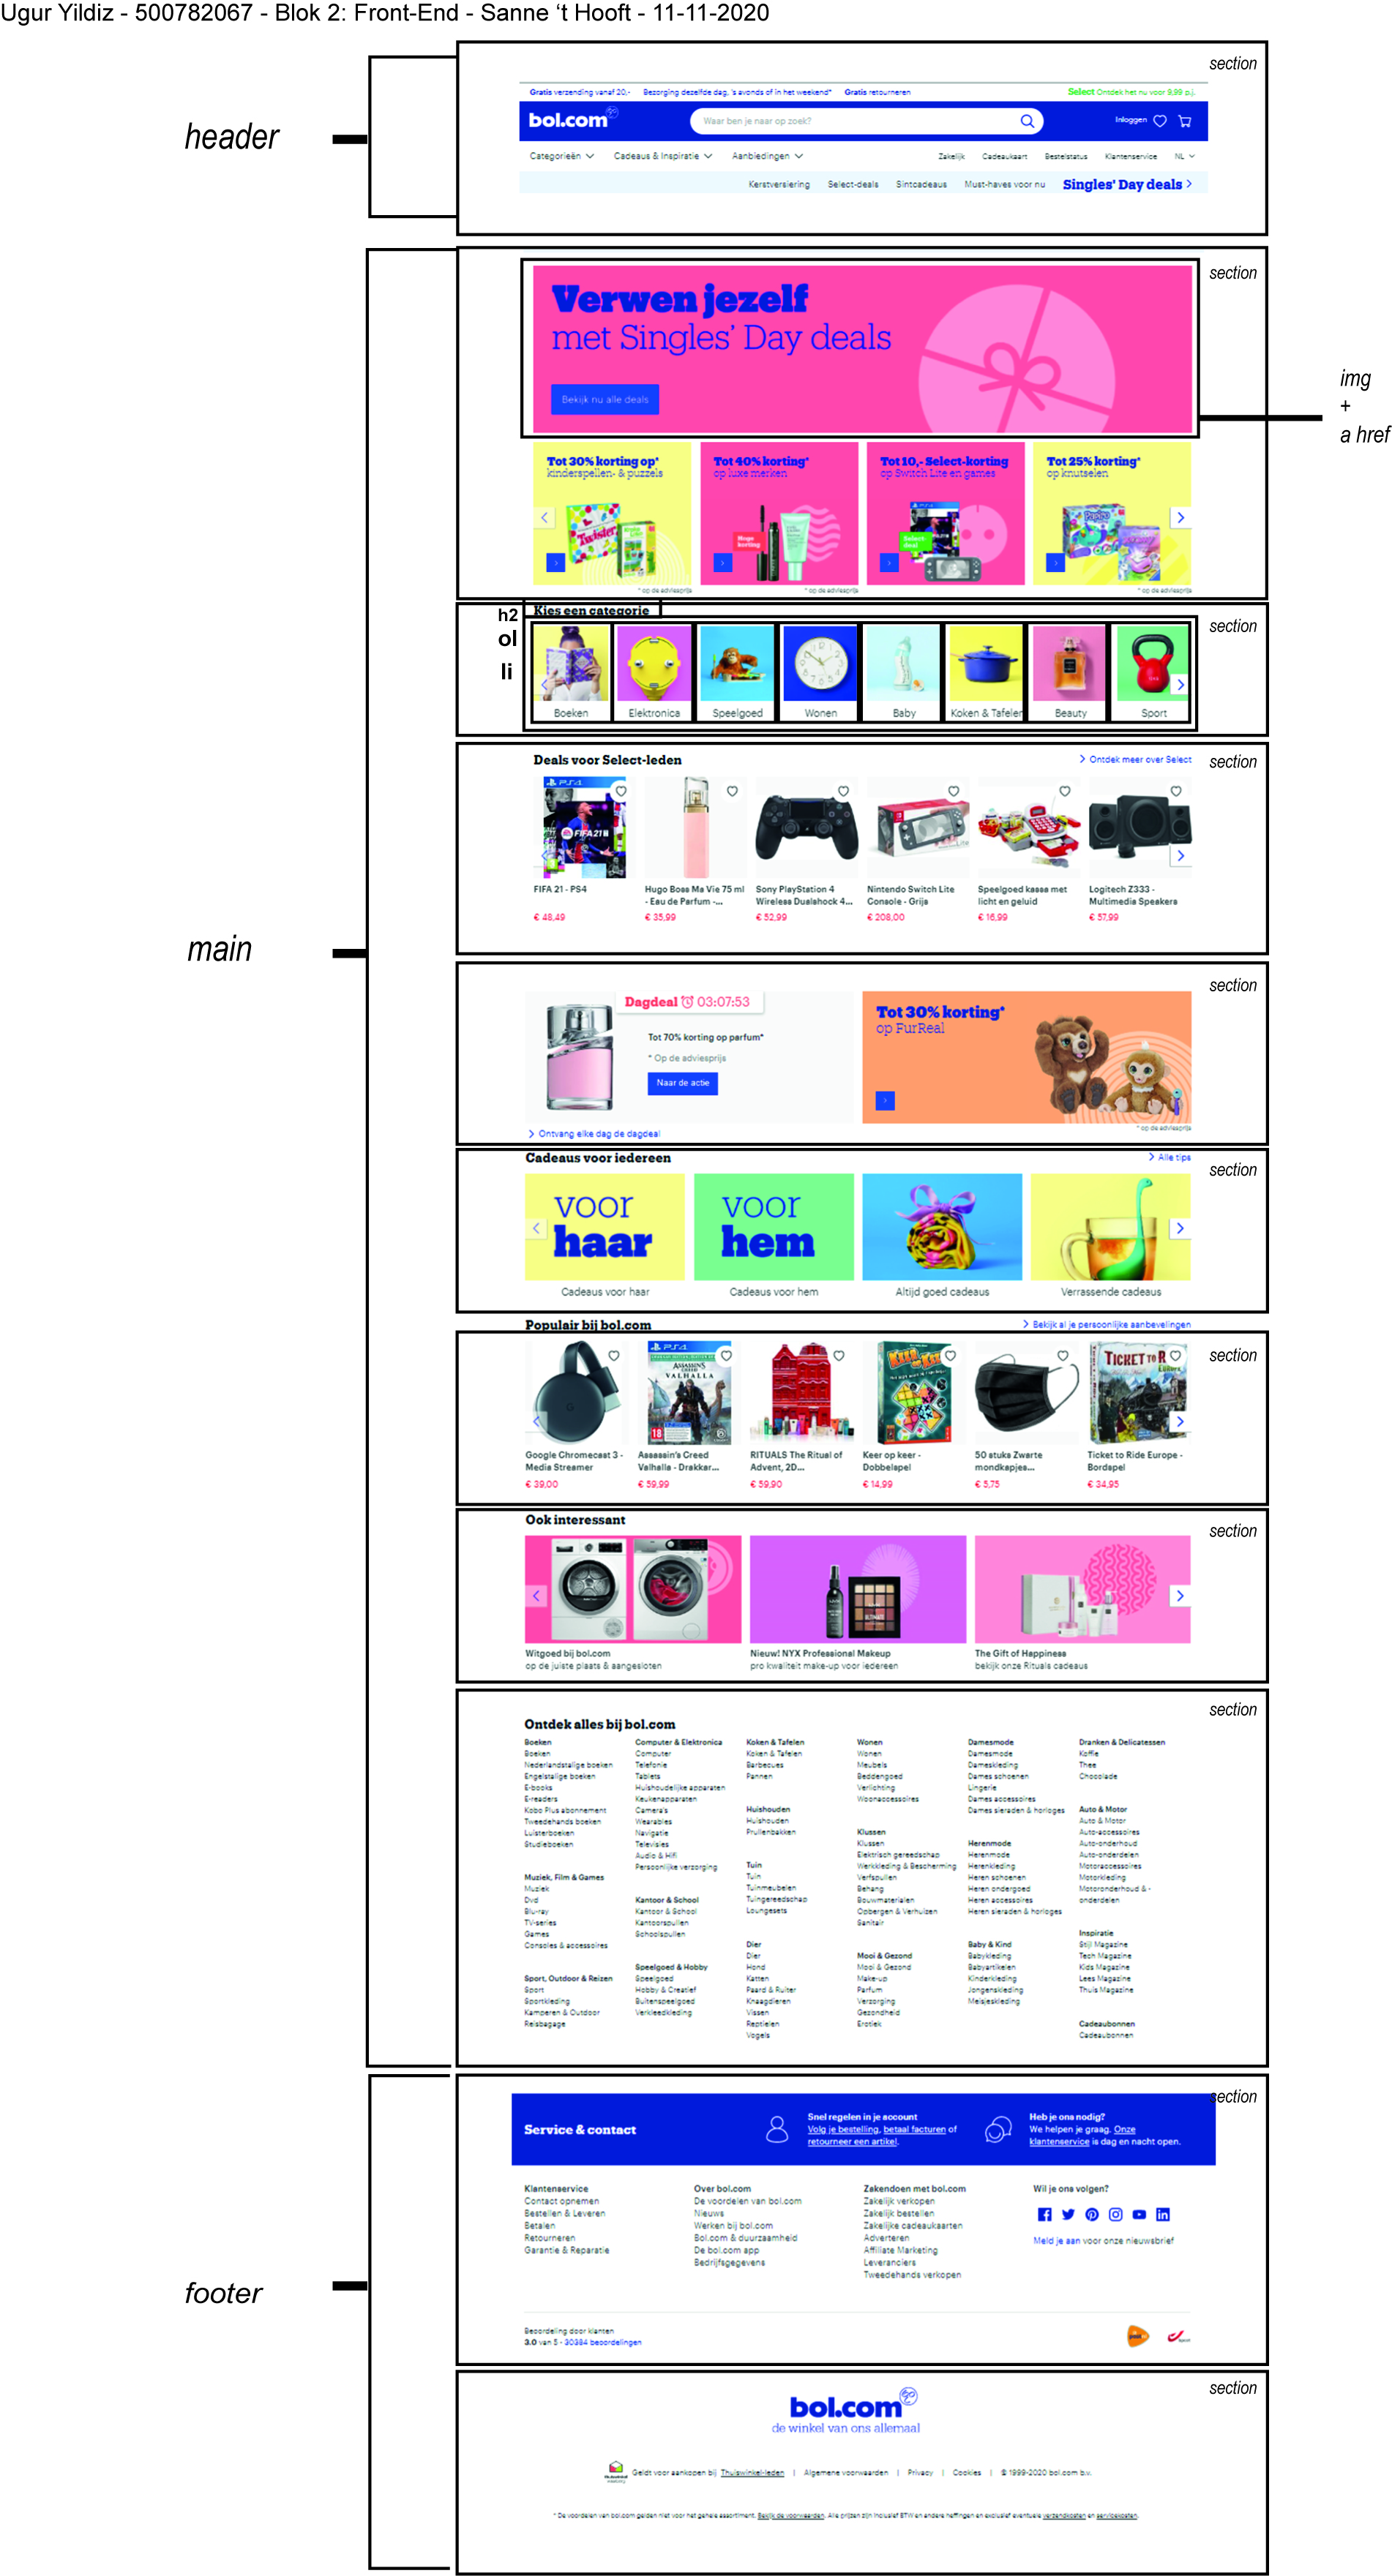 Ugur Yildiz - 500782067 - Blok 2: Front-End - Sanne ‘t Hooft - 11-11-2020
section
header
Gratis verzending vanaf 20,- Bezorging dezelfde dag, 's avonds of in het weekend* Gratis retourneren Select Ontdek het nu voor 9,99 p.j.
bol.com Waar ben je naar op zoek? Inloggen
Categorieën Cadeaus & Inspiratie Aanbiedingen Zakelijk Cadeaukaart Bestelstatus Klantenservice NL
Kerstversiering Select-deals Sintcadeaus Must-haves voor nu Singles' Day deals
section
Verwen jezelf
met Singles' Day deals
Bekijk nu alle deals
img
+
a href
Tot 30% korting op*
kinderspellen- & puzzels
Twister
* op de adviesprijs
Tot 40% korting*
op luxe merken
Hoge korting
* op de adviesprijs
Tot 10,- Select-korting
op Switch Lite en games
Select-deal
Tot 25% korting*
op knutselen
* op de adviesprijs
section
h2
ol
li
Kies een categorie
Boeken Elektronica Speelgoed Wonen Baby Koken & Tafelen Beauty Sport
main
section
Deals voor Select-leden Ontdek meer over Select
PS4
FIFA 21
FIFA 21 - PS4
€ 48,49
Hugo Boss Ma Vie 75 ml
- Eau de Parfum -...
€ 35,99
Sony PlayStation 4
Wireless Dualshock 4...
€ 52,99
Nintendo Switch Lite
Console - Grijs
€ 208,00
Speelgoed kassa met
licht en geluid
€ 16,99
Logitech Z333 -
Multimedia Speakers
€ 57,99
section
Dagdeal 03:07:53
Tot 70% korting op parfum*
* Op de adviesprijs
Naar de actie
Ontvang elke dag de dagdeal
Tot 30% korting*
op FurReal
* op de adviesprijs
section
Cadeaus voor iedereen Alle tips
voor
haar
voor
hem
Cadeaus voor haar Cadeaus voor hem Altijd goed cadeaus Verrassende cadeaus
Populair bij bol.com Bekijk al je persoonlijke aanbevelingen
section
PS4
ASSASSIN'S CREED
VALHALLA
18
KEER OP KEER
TICKET TO R
Google Chromecast 3 -
Media Streamer
€ 39,00
Assassin's Creed
Valhalla - Drakkar...
€ 59,99
RITUALS The Ritual of
Advent, 2D...
€ 59,90
Keer op keer -
Dobbelspel
€ 14,99
50 stuks Zwarte
mondkapjes...
€ 5,75
Ticket to Ride Europe -
Bordspel
€ 34,95
section
Ook interessant
Witgoed bij bol.com
op de juiste plaats & aangesloten
Nieuw! NYX Professional Makeup
pro kwaliteit make-up voor iedereen
The Gift of Happiness
bekijk onze Rituals cadeaus
section
Ontdek alles bij bol.com
Boeken
Boeken
Nederlandstalige boeken
Engelstalige boeken
E-books
E-readers
Kobo Plus abonnement
Tweedehands boeken
Luisterboeken
Studieboeken
Muziek, Film & Games
Muziek
Dvd
Blu-ray
TV-series
Games
Consoles & accessoires
Sport, Outdoor & Reizen
Sport
Sportkleding
Kamperen & Outdoor
Reisbagage
Computer & Elektronica
Computer
Telefonie
Tablets
Huishoudelijke apparaten
Keukenapparaten
Camera's
Wearables
Navigatie
Televisies
Audio & Hifi
Persoonlijke verzorging
Kantoor & School
Kantoor & School
Kantoorspullen
Schoolspullen
Speelgoed & Hobby
Speelgoed
Hobby & Creatief
Buitenspeelgoed
Verkleedkleding
Koken & Tafelen
Koken & Tafelen
Barbecues
Pannen
Huishouden
Huishouden
Prullenbakken
Tuin
Tuin
Tuinmeubelen
Tuingereedschap
Loungesets
Dier
Dier
Hond
Katten
Paard & Ruiter
Knaagdieren
Vissen
Reptielen
Vogels
Wonen
Wonen
Meubels
Beddengoed
Verlichting
Woonaccessoires
Klussen
Klussen
Elektrisch gereedschap
Werkkleding & Bescherming
Verfspullen
Behang
Bouwmaterialen
Opbergen & Verhuizen
Sanitair
Mooi & Gezond
Mooi & Gezond
Make-up
Parfum
Verzorging
Gezondheid
Erotiek
Damesmode
Damesmode
Dameskleding
Dames schoenen
Lingerie
Dames accessoires
Dames sieraden & horloges
Herenmode
Herenmode
Herenkleding
Heren schoenen
Heren ondergoed
Heren accessoires
Heren sieraden & horloges
Baby & Kind
Babykleding
Babyartikelen
Kinderkleding
Jongenskleding
Meisjeskleding
Dranken & Delicatessen
Koffie
Thee
Chocolade
Auto & Motor
Auto & Motor
Auto-accessoires
Auto-onderhoud
Auto-onderdelen
Motoraccessoires
Motorkleding
Motoronderhoud & -
onderdelen
Inspiratie
Stijl Magazine
Tech Magazine
Kids Magazine
Lees Magazine
Thuis Magazine
Cadeaubonnen
Cadeaubonnen
footer
section
Service & contact
Snel regelen in je account
Volg je bestelling, betaal facturen of
retourneer een artikel.
Heb je ons nodig?
We helpen je graag. Onze
klantenservice is dag en nacht open.
Klantenservice
Contact opnemen
Bestellen & Leveren
Betalen
Retourneren
Garantie & Reparatie
Over bol.com
De voordelen van bol.com
Nieuws
Werken bij bol.com
Bol.com & duurzaamheid
De bol.com app
Bedrijfsgegevens
Zakendoen met bol.com
Zakelijk verkopen
Zakelijk bestellen
Zakelijke cadeaukaarten
Adverteren
Affiliate Marketing
Leveranciers
Tweedehands verkopen
Wil je ons volgen?
Meld je aan voor onze nieuwsbrief
Beoordeling door klanten
3.0 van 5 - 30384 beoordelingen
section
bol.com
de winkel van ons allemaal
Geldt voor aankopen bij Thuiswinkel-leden | Algemene voorwaarden | Privacy | Cookies | © 1999-2020 bol.com b.v.
* De voordelen van bol.com gelden niet voor het gehele assortiment. Bekijk de voorwaarden. Alle prijzen zijn inclusief BTW en andere heffingen en exclusief eventuele verzendkosten en servicekosten.